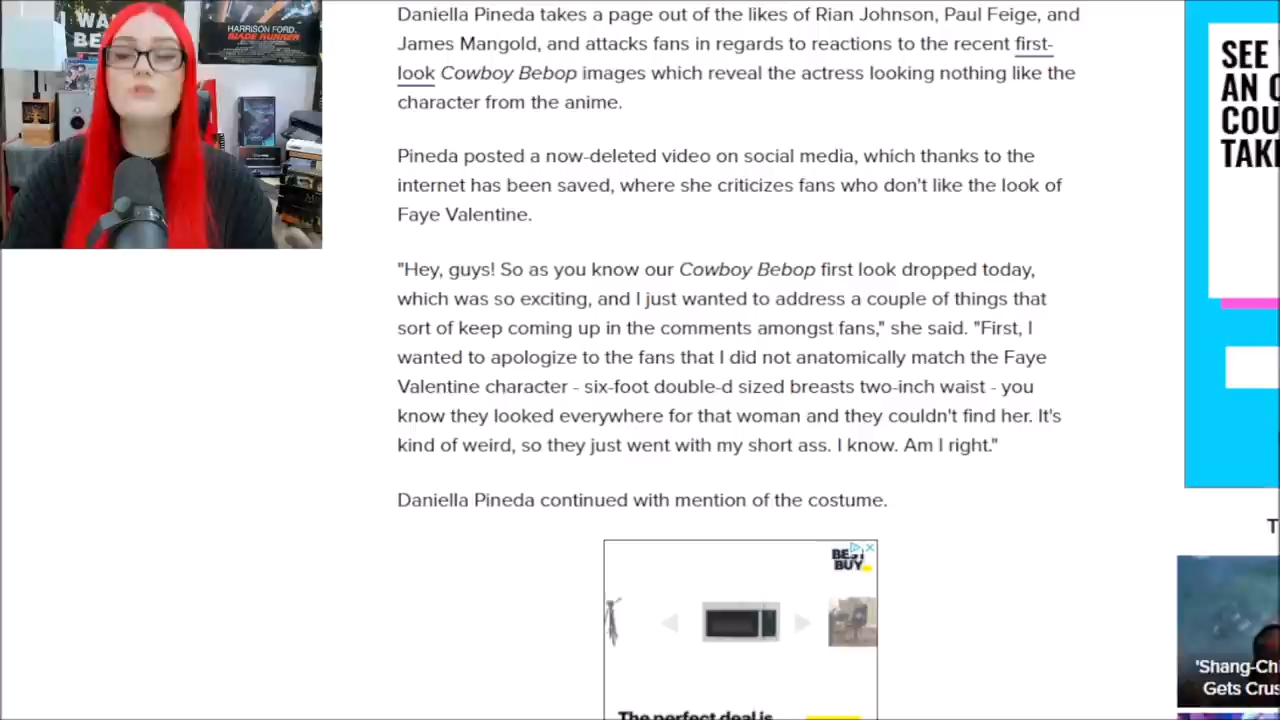 HARRISON FORD.
BLADE RUNNER
Daniella Pineda takes a page out of the likes of Rian Johnson, Paul Feige, and
James Mangold, and attacks fans in regards to reactions to the recent first-
look Cowboy Bebop images which reveal the actress looking nothing like the
character from the anime.
Pineda posted a now-deleted video on social media, which thanks to the
internet has been saved, where she criticizes fans who don't like the look of
Faye Valentine.
"Hey, guys! So as you know our Cowboy Bebop first look dropped today,
which was so exciting, and I just wanted to address a couple of things that
sort of keep coming up in the comments amongst fans," she said. "First, I
wanted to apologize to the fans that I did not anatomically match the Faye
Valentine character - six-foot double-d sized breasts two-inch waist - you
know they looked everywhere for that woman and they couldn't find her. It's
kind of weird, so they just went with my short ass. I know. Am I right."
Daniella Pineda continued with mention of the costume.
BEST
BUY
The perfect deal is
SEE
AN
COU
TAK
T
'Shang-Ch
Gets Crus